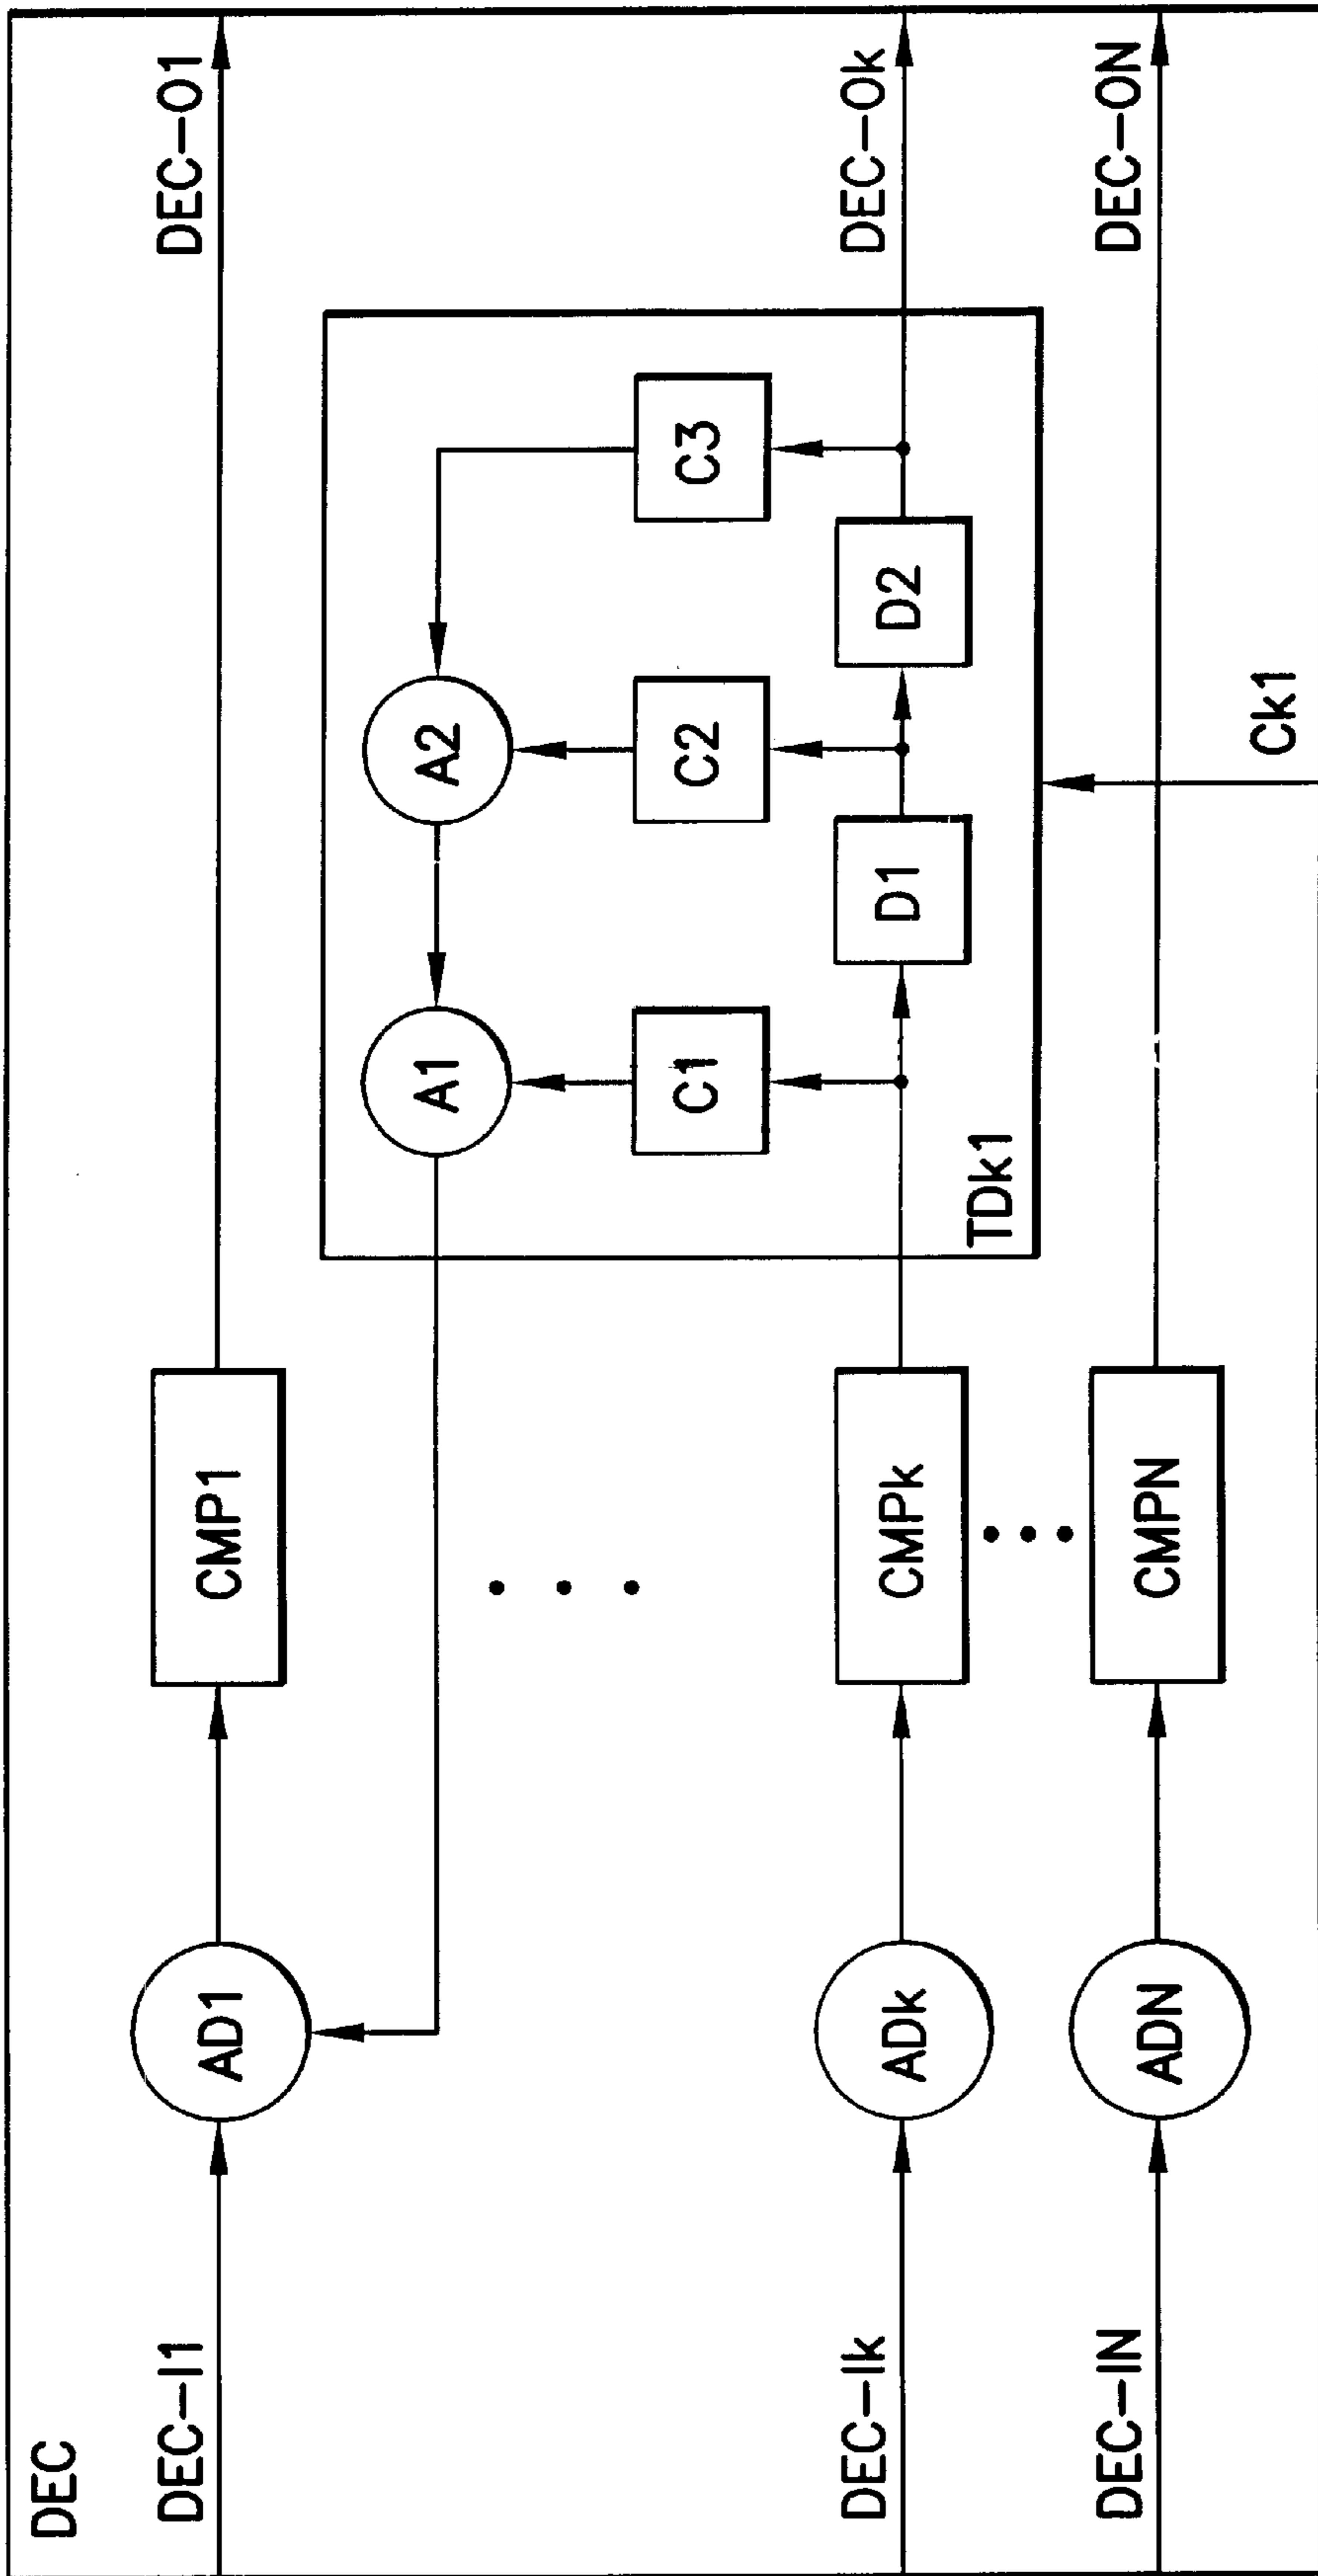 DEC
DEC-I1
AD1
CMP1
DEC-O1
A1
A2
C1
C2
C3
D1
D2
TDk1
DEC-Ik
ADk
CMPk
DEC-Ok
DEC-IN
ADN
CMPN
DEC-ON
Ck1